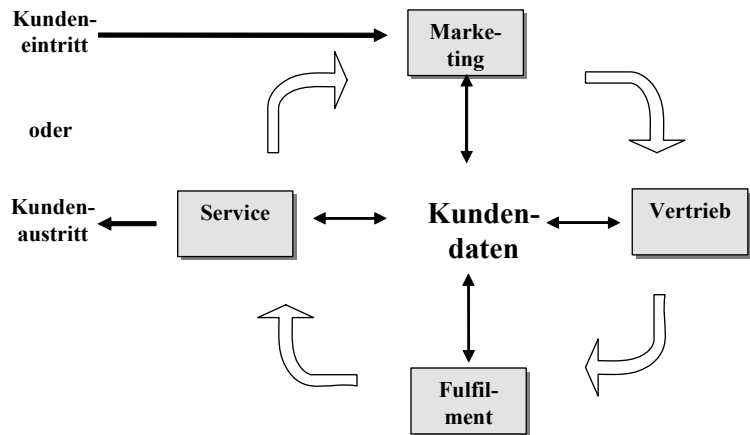 Kunden-
eintritt
Marke-
ting
oder
Kunden-
austritt
Service
Kunden-
daten
Vertrieb
Fulfil-
ment